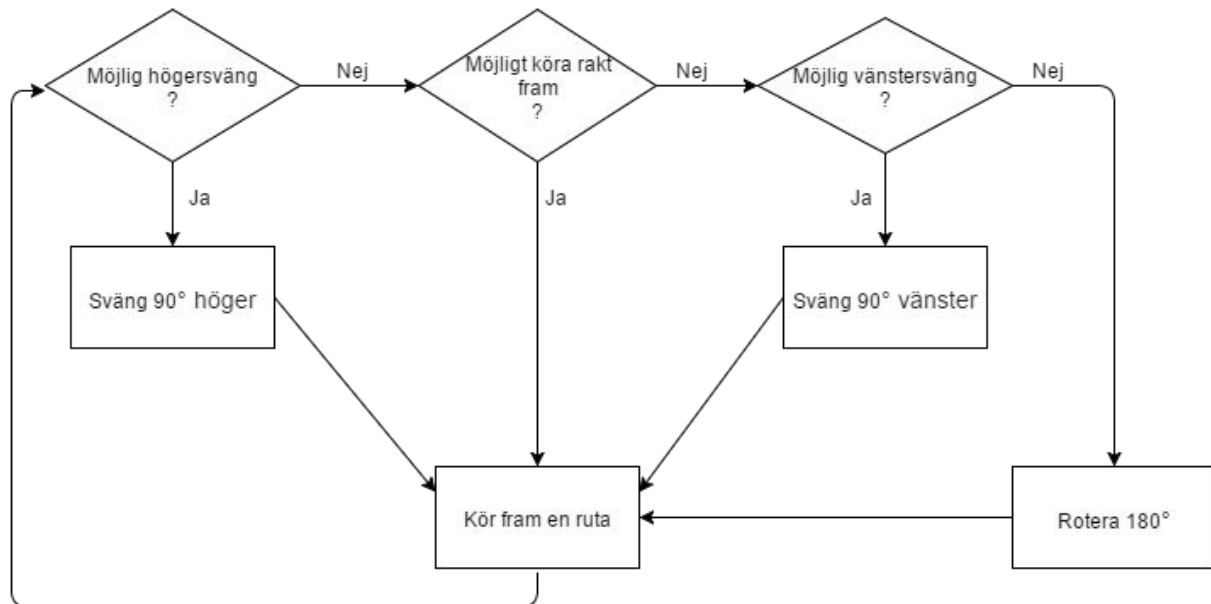 Möjlig högersväng
?
Nej
Möjligt köra rakt
fram
?
Nej
Möjlig vänstersväng
?
Nej
Ja
Ja
Ja
Sväng 90° höger
Sväng 90° vänster
Kör fram en ruta
Rotera 180°